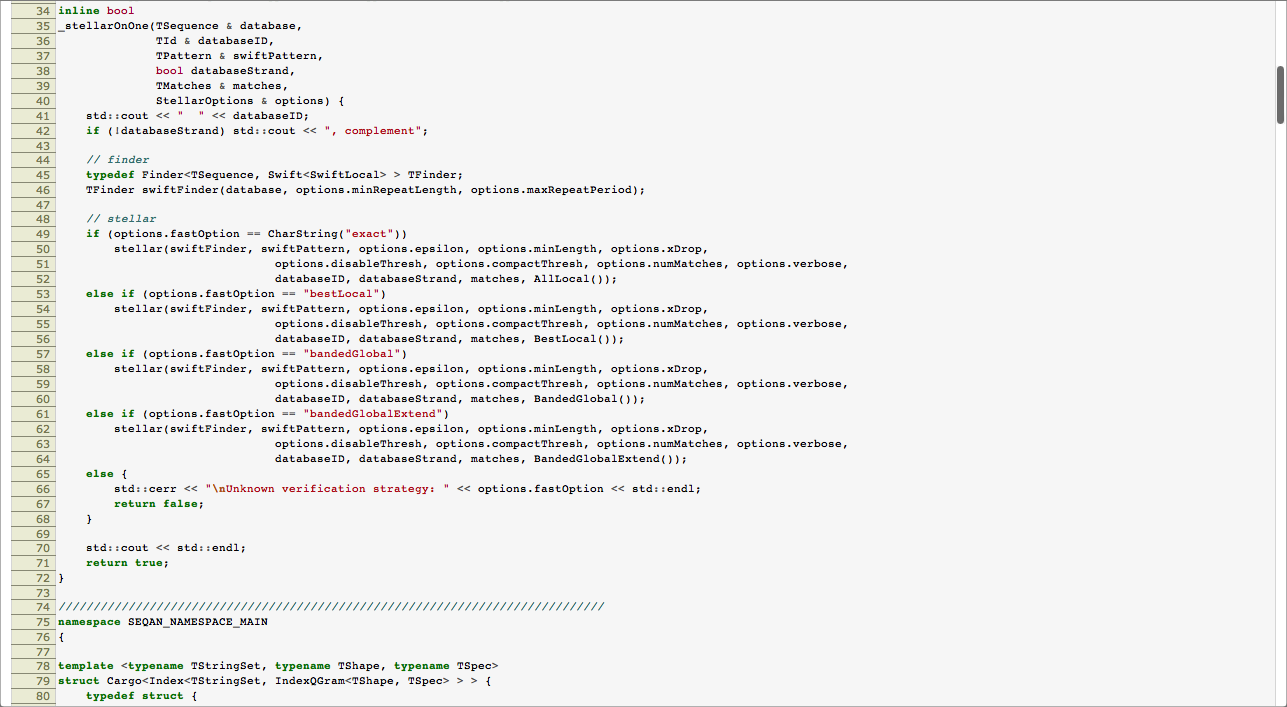 34 inline bool
35 _stellarOnOne(TSequence & database,
36               TId & databaseID,
37               TPattern & swiftPattern,
38               bool databaseStrand,
39               TMatches & matches,
40               StellarOptions & options) {
41     std::cout << "  " << databaseID;
42     if (!databaseStrand) std::cout << ", complement";
43
44     // finder
45     typedef Finder<TSequence, Swift<SwiftLocal> > TFinder;
46     TFinder swiftFinder(database, options.minRepeatLength, options.maxRepeatPeriod);
47
48     // stellar
49     if (options.fastOption == CharString("exact"))
50         stellar(swiftFinder, swiftPattern, options.epsilon, options.minLength, options.xDrop,
51                                options.disableThresh, options.compactThresh, options.numMatches, options.verbose,
52                                databaseID, databaseStrand, matches, AllLocal());
53     else if (options.fastOption == "bestLocal")
54         stellar(swiftFinder, swiftPattern, options.epsilon, options.minLength, options.xDrop,
55                                options.disableThresh, options.compactThresh, options.numMatches, options.verbose,
56                                databaseID, databaseStrand, matches, BestLocal());
57     else if (options.fastOption == "bandedGlobal")
58         stellar(swiftFinder, swiftPattern, options.epsilon, options.minLength, options.xDrop,
59                                options.disableThresh, options.compactThresh, options.numMatches, options.verbose,
60                                databaseID, databaseStrand, matches, BandedGlobal());
61     else if (options.fastOption == "bandedGlobalExtend")
62         stellar(swiftFinder, swiftPattern, options.epsilon, options.minLength, options.xDrop,
63                                options.disableThresh, options.compactThresh, options.numMatches, options.verbose,
64                                databaseID, databaseStrand, matches, BandedGlobalExtend());
65     else {
66         std::cerr << "\nUnknown verification strategy: " << options.fastOption << std::endl;
67         return false;
68     }
69
70     std::cout << std::endl;
71     return true;
72 }
73
74 //////////////////////////////////////////////////////////////////////////////
75 namespace SEQAN_NAMESPACE_MAIN
76 {
77
78 template <typename TStringSet, typename TShape, typename TSpec>
79 struct Cargo<Index<TStringSet, IndexQGram<TShape, TSpec> > > {
80     typedef struct {